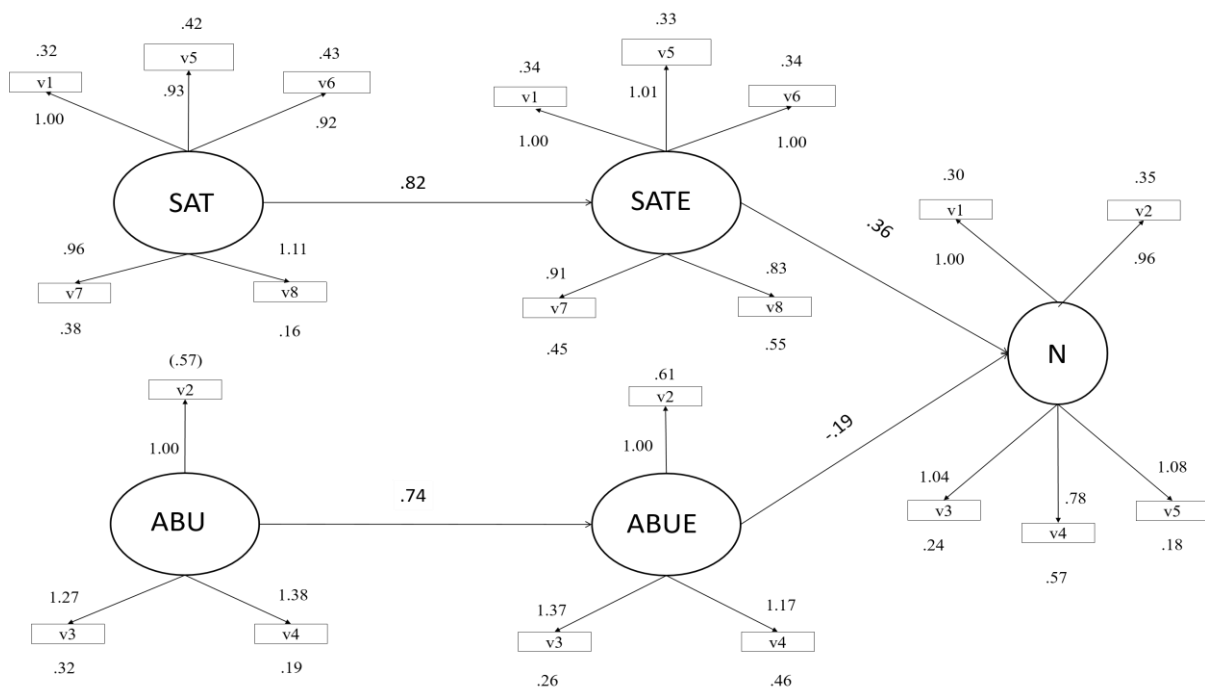 .32
v1
1.00
.42
v5
.93
.43
v6
.92
SAT
.96
v7
.38
1.11
v8
.16
.82
.34
v1
1.00
.33
v5
1.01
.34
v6
1.00
SATE
.91
v7
.45
.83
v8
.55
.36
(.57)
v2
1.00
ABU
1.27
v3
.32
1.38
v4
.19
.74
.61
v2
1.00
ABUE
1.37
v3
.26
1.17
v4
.46
-.19
.30
v1
1.00
.35
v2
.96
N
1.04
v3
.24
.78
v4
.57
1.08
v5
.18